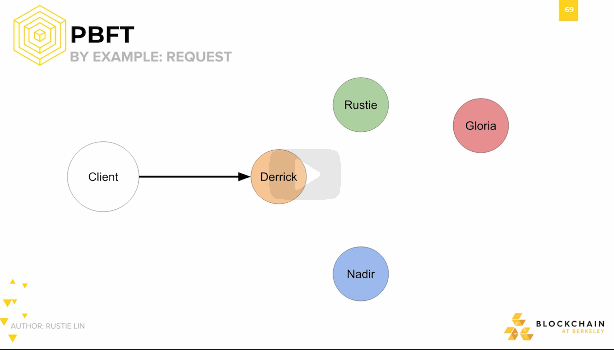 69
PBFT
BY EXAMPLE: REQUEST
Rustie
Gloria
Client
Derrick
Nadir
AUTHOR: RUSTIE LIN
BLOCKCHAIN
AT BERKELEY